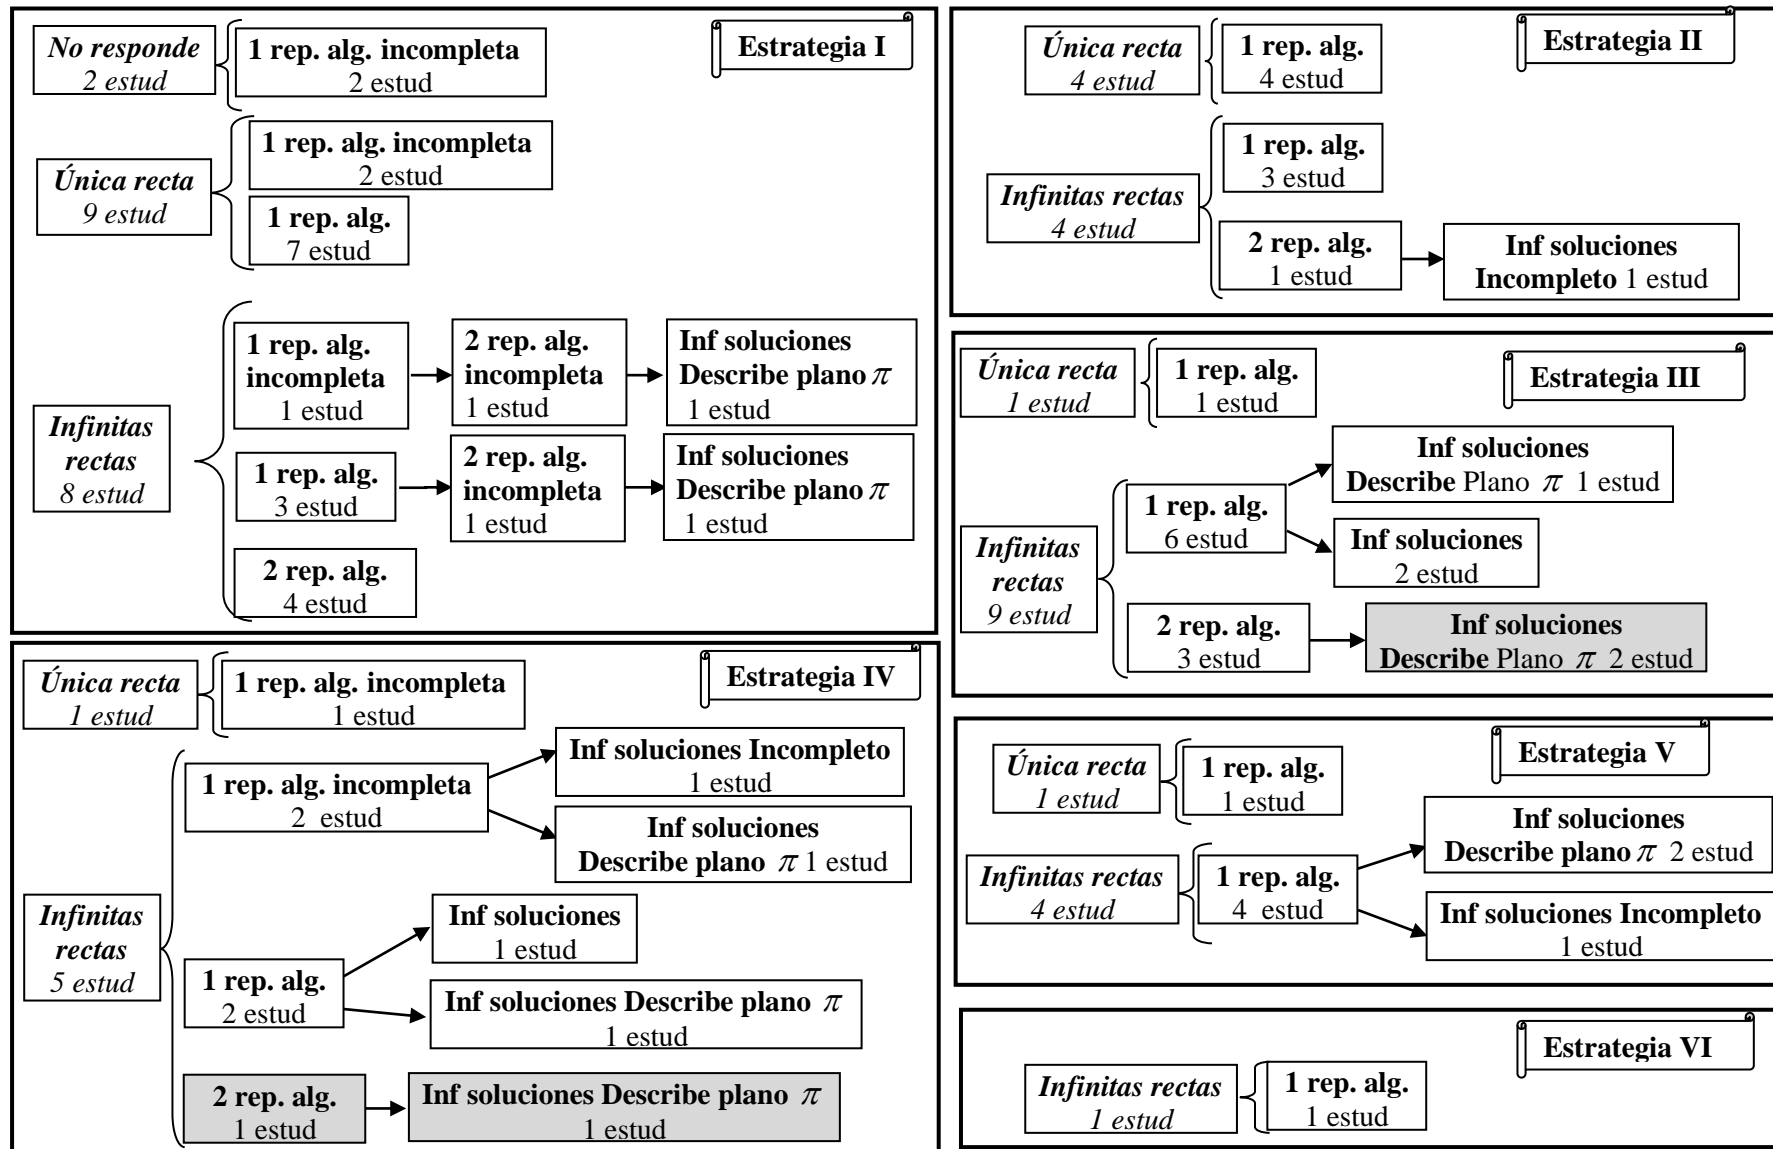 Estrategia I
No responde
2 estud
1 rep. alg. incompleta
2 estud
Única recta
9 estud
1 rep. alg. incompleta
2 estud
1 rep. alg.
7 estud
Infinitas
rectas
8 estud
1 rep. alg.
incompleta
1 estud
2 rep. alg.
incompleta
1 estud
Inf soluciones
Describe plano π
1 estud
1 rep. alg.
3 estud
2 rep. alg.
incompleta
1 estud
Inf soluciones
Describe plano π
1 estud
2 rep. alg.
4 estud
Estrategia II
Única recta
4 estud
1 rep. alg.
4 estud
Infinitas rectas
4 estud
1 rep. alg.
3 estud
2 rep. alg.
1 estud
Inf soluciones
Incompleto 1 estud
Estrategia III
Única recta
1 estud
1 rep. alg.
1 estud
Infinitas
rectas
9 estud
1 rep. alg.
6 estud
Inf soluciones
Describe Plano π 1 estud
Inf soluciones
2 estud
2 rep. alg.
3 estud
Inf soluciones
Describe Plano π 2 estud
Estrategia IV
Única recta
1 estud
1 rep. alg. incompleta
1 estud
Infinitas
rectas
5 estud
1 rep. alg. incompleta
2 estud
Inf soluciones Incompleto
1 estud
Inf soluciones
Describe plano π 1 estud
1 rep. alg.
2 estud
Inf soluciones
1 estud
Inf soluciones Describe plano π
1 estud
2 rep. alg.
1 estud
Inf soluciones Describe plano π
1 estud
Estrategia V
Única recta
1 estud
1 rep. alg.
1 estud
Infinitas rectas
4 estud
1 rep. alg.
4 estud
Inf soluciones
Describe plano π 2 estud
Inf soluciones Incompleto
1 estud
Estrategia VI
Infinitas rectas
1 estud
1 rep. alg.
1 estud